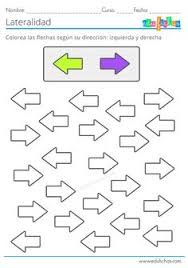 Nombre: Curso: Fecha:
Lateralidad
Colorea las flechas según su dirección: izquierda y derecha
www.edufichas.com